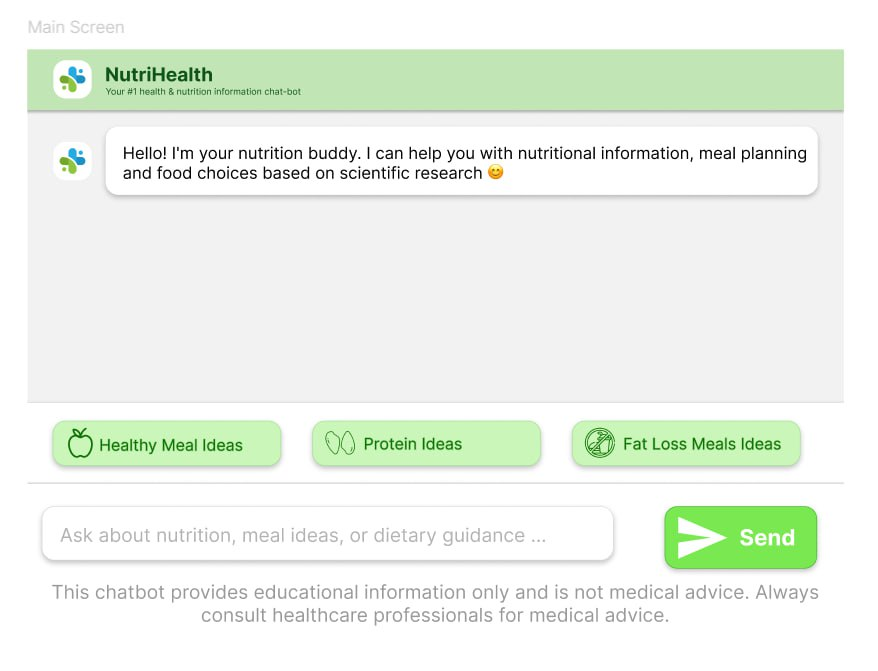 Main Screen
NutriHealth
Your #1 health & nutrition information chat-bot
Hello! I'm your nutrition buddy. I can help you with nutritional information, meal planning
and food choices based on scientific research 😊
Healthy Meal Ideas
Protein Ideas
Fat Loss Meals Ideas
Ask about nutrition, meal ideas, or dietary guidance ...
Send
This chatbot provides educational information only and is not medical advice. Always
consult healthcare professionals for medical advice.